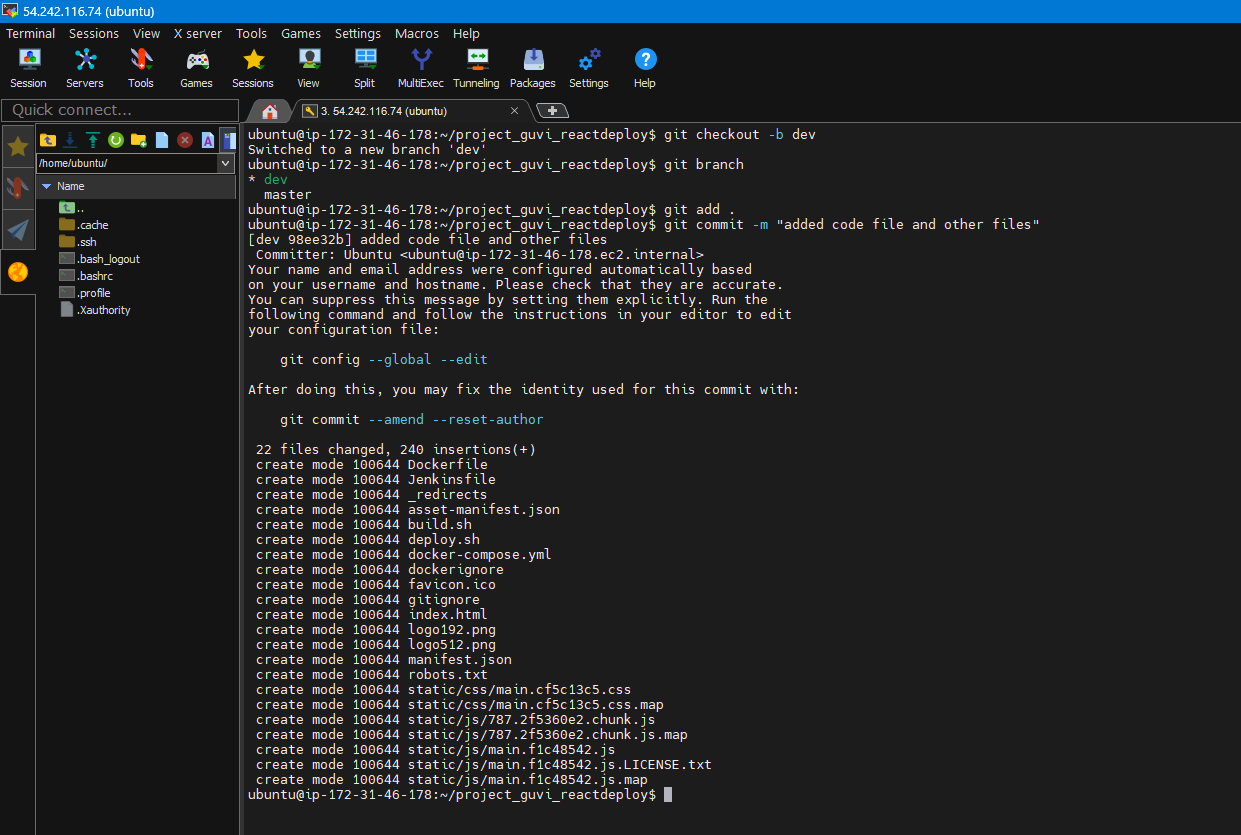 54.242.116.74 (ubuntu)
Terminal Sessions View X server Tools Games Settings Macros Help
Session Servers Tools Games Sessions View Split MultiExec Tunneling Packages Settings Help
Quick connect...
3. 54.242.116.74 (ubuntu)
/home/ubuntu/
Name
..
.cache
.ssh
.bash_logout
.bashrc
.profile
.Xauthority
ubuntu@ip-172-31-46-178:~/project_guvi_reactdeploy$ git checkout -b dev
Switched to a new branch 'dev'
ubuntu@ip-172-31-46-178:~/project_guvi_reactdeploy$ git branch
* dev
  master
ubuntu@ip-172-31-46-178:~/project_guvi_reactdeploy$ git add .
ubuntu@ip-172-31-46-178:~/project_guvi_reactdeploy$ git commit -m "added code file and other files"
[dev 98ee32b] added code file and other files
 Committer: Ubuntu <ubuntu@ip-172-31-46-178.ec2.internal>
Your name and email address were configured automatically based
on your username and hostname. Please check that they are accurate.
You can suppress this message by setting them explicitly. Run the
following command and follow the instructions in your editor to edit
your configuration file:
    git config --global --edit
After doing this, you may fix the identity used for this commit with:
    git commit --amend --reset-author
 22 files changed, 240 insertions(+)
 create mode 100644 Dockerfile
 create mode 100644 Jenkinsfile
 create mode 100644 _redirects
 create mode 100644 asset-manifest.json
 create mode 100644 build.sh
 create mode 100644 deploy.sh
 create mode 100644 docker-compose.yml
 create mode 100644 dockerignore
 create mode 100644 favicon.ico
 create mode 100644 gitignore
 create mode 100644 index.html
 create mode 100644 logo192.png
 create mode 100644 logo512.png
 create mode 100644 manifest.json
 create mode 100644 robots.txt
 create mode 100644 static/css/main.cf5c13c5.css
 create mode 100644 static/css/main.cf5c13c5.css.map
 create mode 100644 static/js/787.2f5360e2.chunk.js
 create mode 100644 static/js/787.2f5360e2.chunk.js.map
 create mode 100644 static/js/main.f1c48542.js
 create mode 100644 static/js/main.f1c48542.js.LICENSE.txt
 create mode 100644 static/js/main.f1c48542.js.map
ubuntu@ip-172-31-46-178:~/project_guvi_reactdeploy$